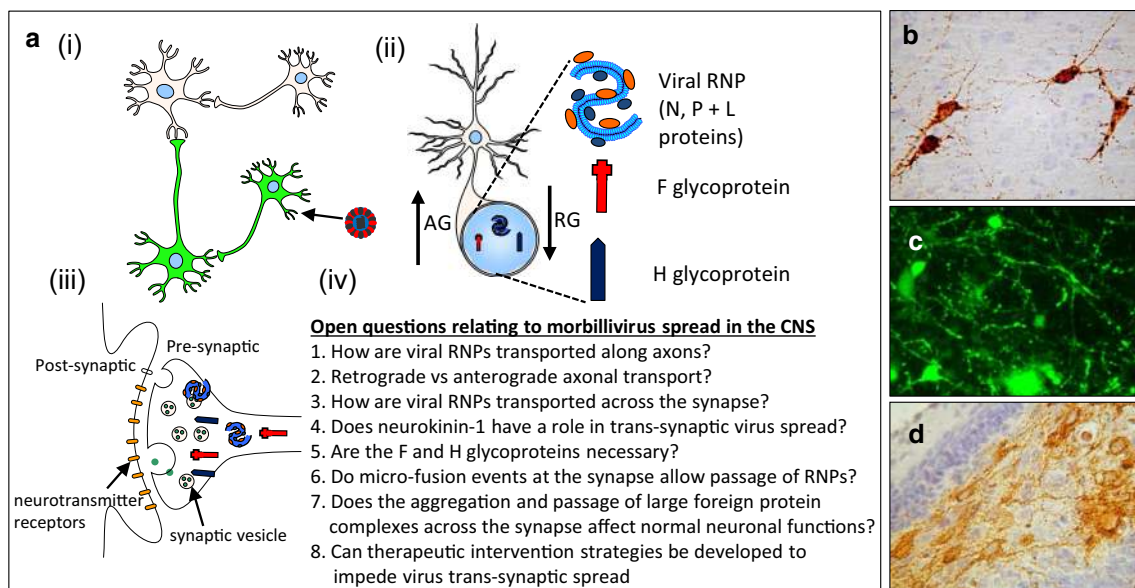 a
(i)
(ii)
Viral RNP
(N, P + L
proteins)
F glycoprotein
AG
RG
H glycoprotein
(iii)
Pre-synaptic
Post-synaptic
neurotransmitter
receptors
synaptic vesicle
(iv)
Open questions relating to morbillivirus spread in the CNS
1. How are viral RNPs transported along axons?
2. Retrograde vs anterograde axonal transport?
3. How are viral RNPs transported across the synapse?
4. Does neurokinin-1 have a role in trans-synaptic virus spread?
5. Are the F and H glycoproteins necessary?
6. Do micro-fusion events at the synapse allow passage of RNPs?
7. Does the aggregation and passage of large foreign protein
complexes across the synapse affect normal neuronal functions?
8. Can therapeutic intervention strategies be developed to
impede virus trans-synaptic spread
b
c
d